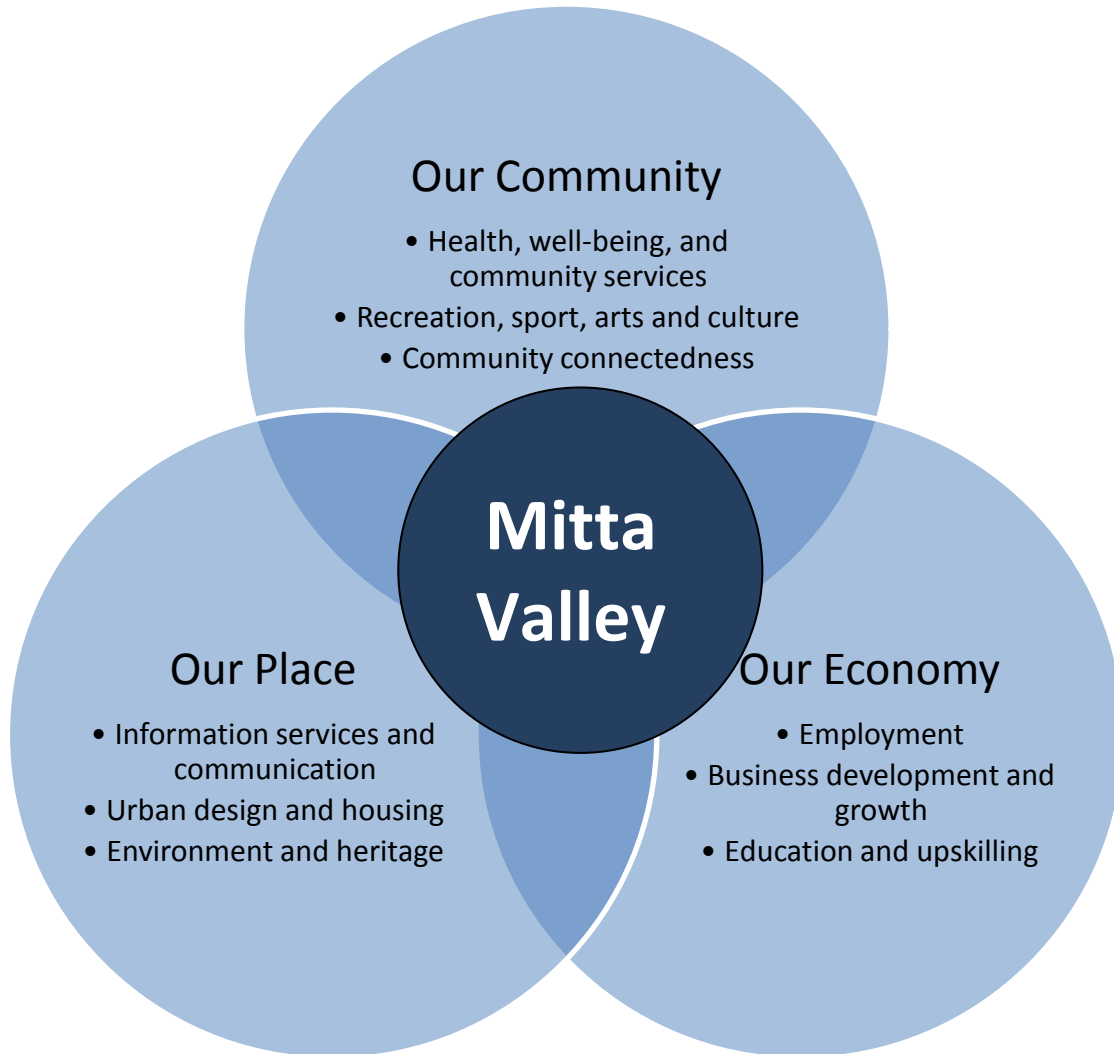 Our Community
• Health, well-being, and
community services
• Recreation, sport, arts and culture
• Community connectedness
Mitta
Valley
Our Place
• Information services and
communication
• Urban design and housing
• Environment and heritage
Our Economy
• Employment
• Business development and
growth
• Education and upskilling